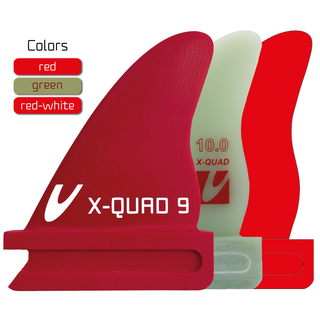 Colors
red
green
red-white
10.0
X-QUAD
X-QUAD 9